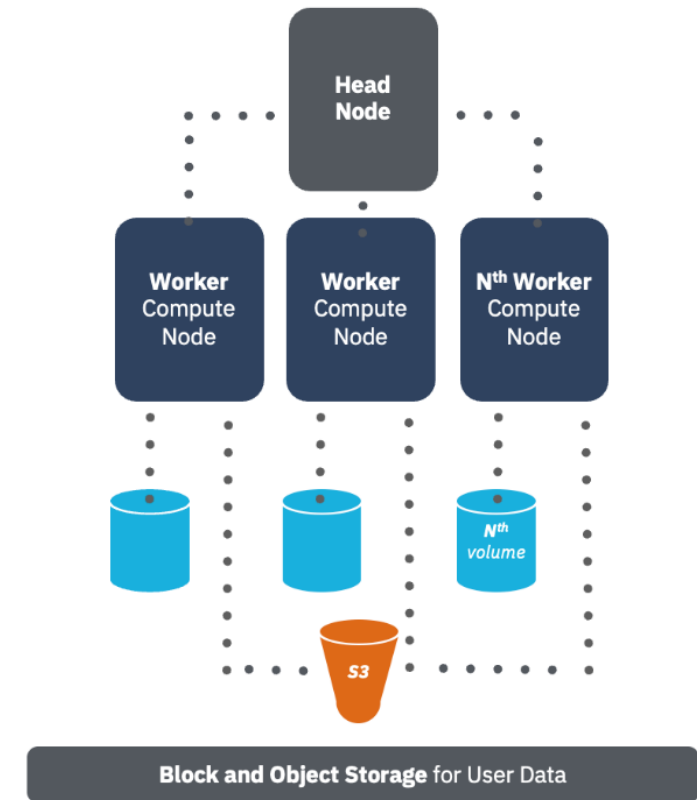 Head
Node
Worker
Compute
Node
Worker
Compute
Node
Nth Worker
Compute
Node
Nth
volume
S3
Block and Object Storage for User Data